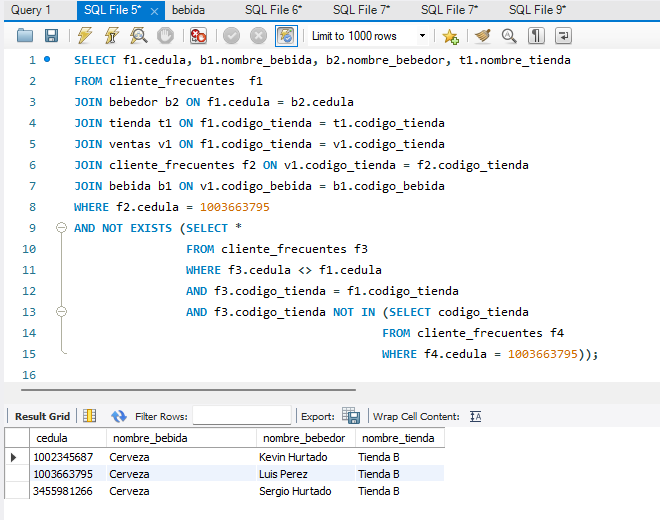 Query 1 SQL File 5* bebida SQL File 6* SQL File 7* SQL File 7* SQL File 9*
Limit to 1000 rows
1 SELECT f1.cedula, b1.nombre_bebida, b2.nombre_bebedor, t1.nombre_tienda
2 FROM cliente_frecuentes f1
3 JOIN bebedor b2 ON f1.cedula = b2.cedula
4 JOIN tienda t1 ON f1.codigo_tienda = t1.codigo_tienda
5 JOIN ventas v1 ON f1.codigo_tienda = v1.codigo_tienda
6 JOIN cliente_frecuentes f2 ON v1.codigo_tienda = f2.codigo_tienda
7 JOIN bebida b1 ON v1.codigo_bebida = b1.codigo_bebida
8 WHERE f2.cedula = 1003663795
9 AND NOT EXISTS (SELECT *
10 FROM cliente_frecuentes f3
11 WHERE f3.cedula <> f1.cedula
12 AND f3.codigo_tienda = f1.codigo_tienda
13 AND f3.codigo_tienda NOT IN (SELECT codigo_tienda
14 FROM cliente_frecuentes f4
15 WHERE f4.cedula = 1003663795));
16
Result Grid Filter Rows: Export: Wrap Cell Content:
cedula nombre_bebida nombre_bebedor nombre_tienda
1002345687 Cerveza Kevin Hurtado Tienda B
1003663795 Cerveza Luis Perez Tienda B
3455981266 Cerveza Sergio Hurtado Tienda B